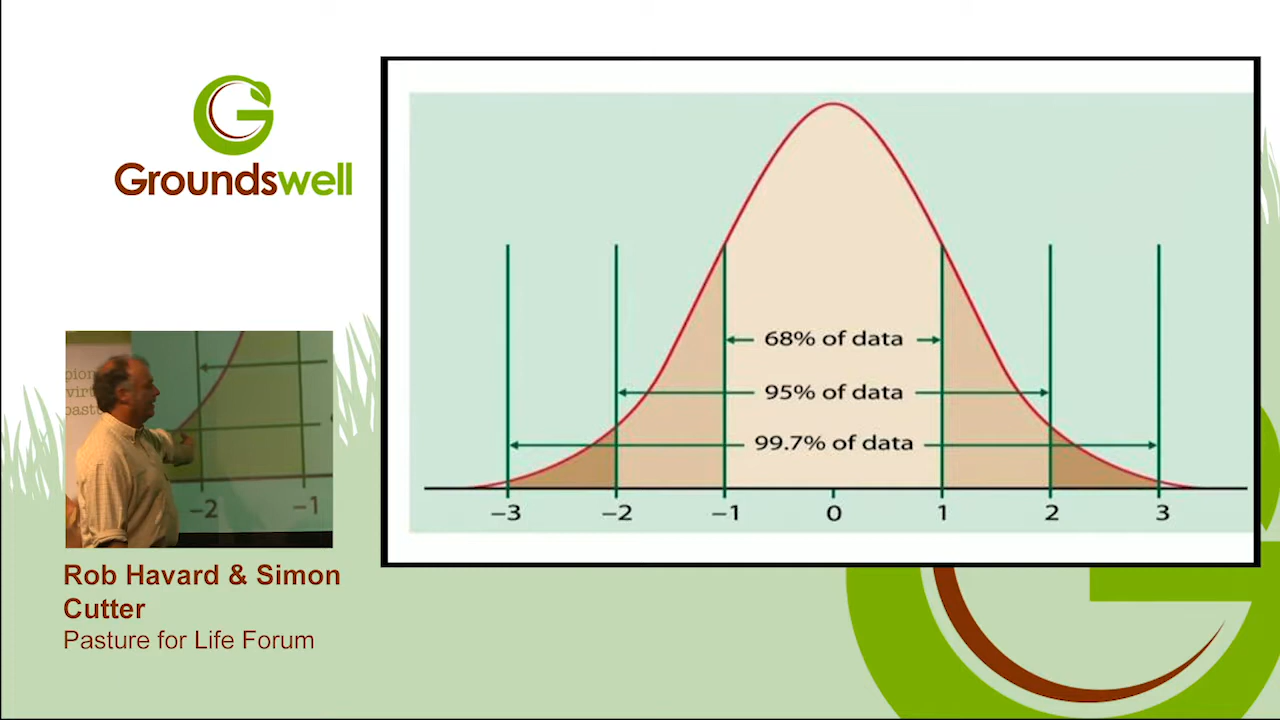 Groundswell
68% of data
95% of data
99.7% of data
−3 −2 −1 0 1 2 3
−2 −1
Rob Havard & Simon
Cutter
Pasture for Life Forum